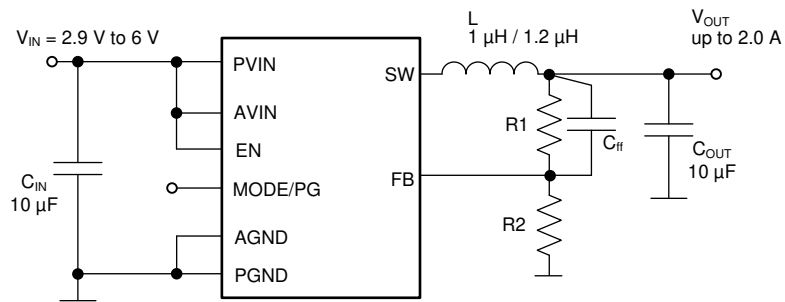 V_IN = 2.9 V to 6 V
L
1 µH / 1.2 µH
V_OUT
up to 2.0 A
PVIN
SW
AVIN
R1
C_ff
EN
C_OUT
10 µF
C_IN
10 µF
MODE/PG
FB
AGND
R2
PGND